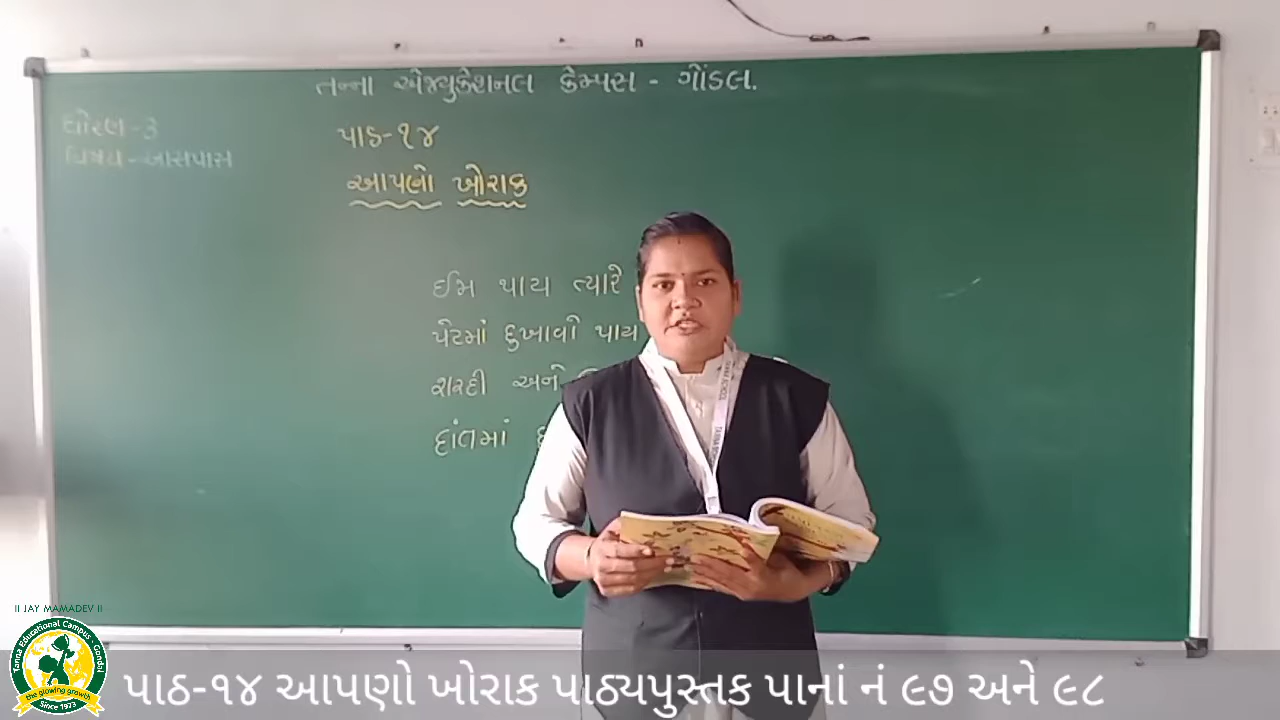 તન્ના એજ્યુકેશનલ કેમ્પસ - ગોંડલ.
ધોરણ - 3
વિષય - આસપાસ
પાઠ - ૧૪
આપણો ખોરાક
ઈજા થાય ત્યારે
પેટમાં દુખાવો થાય
શરદી અને
દાંતમાં
II JAY MAMADEV II
Tanna Educational Campus - Gondal
the glowing growth
Since 1973
પાઠ-૧૪ આપણો ખોરાક પાઠ્યપુસ્તક પાનાં નં ૯૭ અને ૯૮